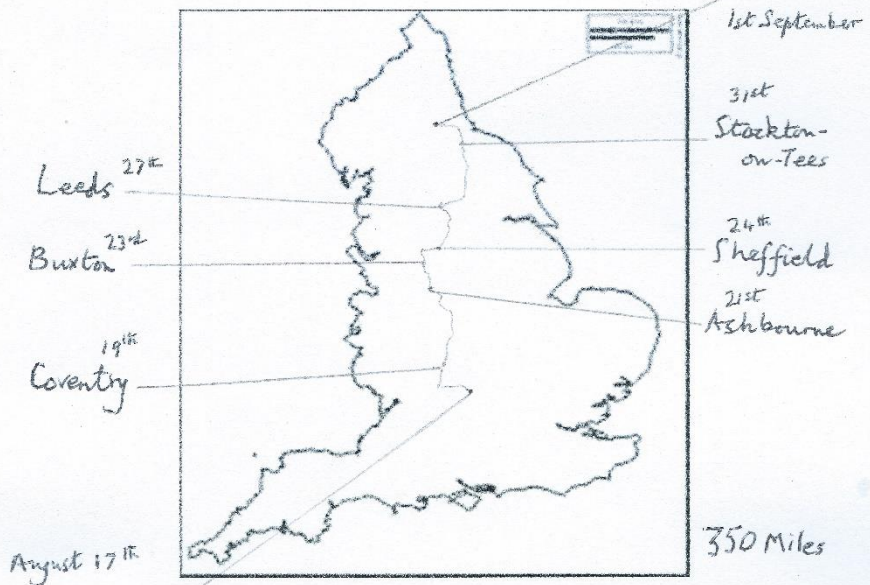 1st September
31st
Stockton-
on-Tees
Leeds 27th
24th
Sheffield
Buxton 23rd
21st
Ashbourne
19th
Coventry
350 Miles
August 17th